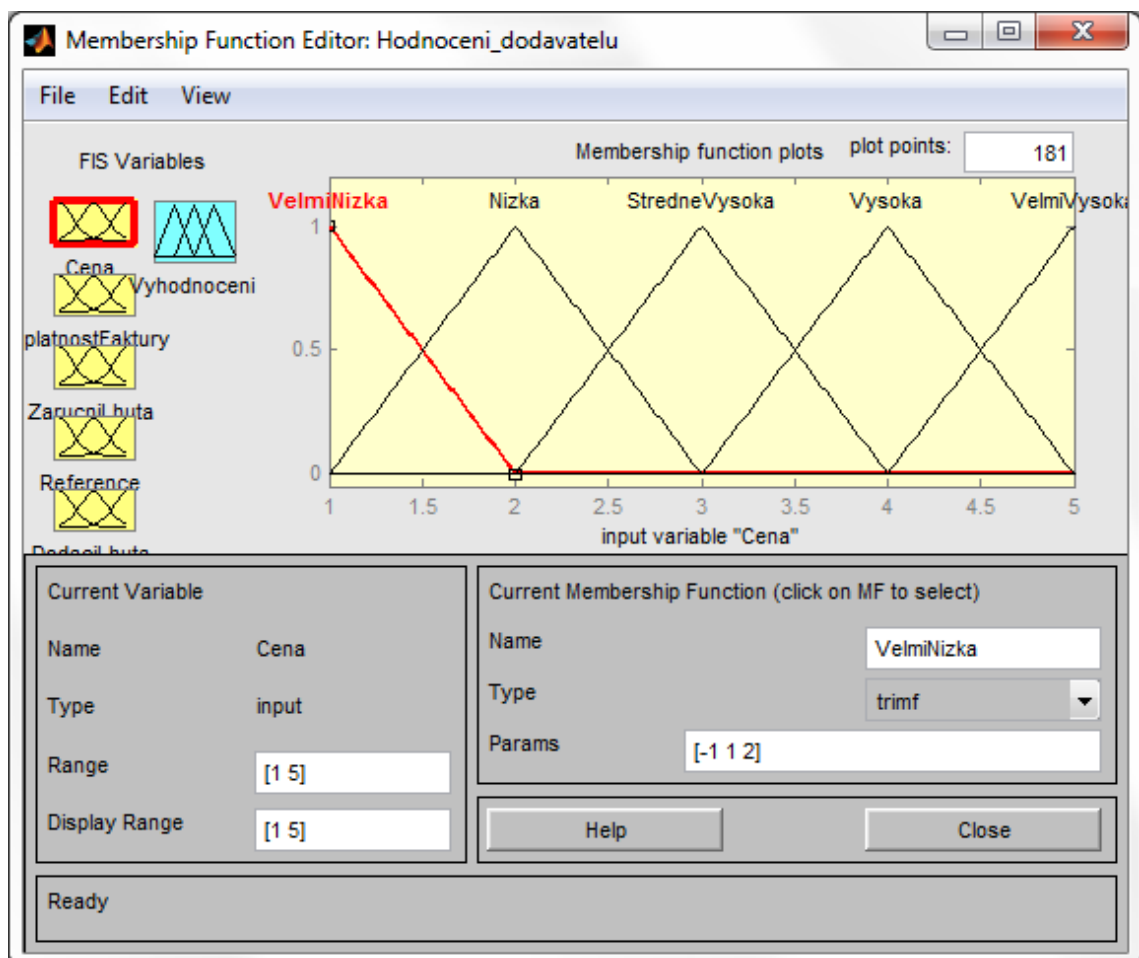 Membership Function Editor: Hodnoceni_dodavatelu
File Edit View
FIS Variables
Membership function plots plot points: 181
Cena
Vyhodnoceni
platnostFaktury
ZarucniLhuta
Reference
DodaciLhuta
VelmiNizka Nizka StredneVysoka Vysoka VelmiVysoka
1
0.5
0
1 1.5 2 2.5 3 3.5 4 4.5 5
input variable "Cena"
Current Variable
Name Cena
Type input
Range [1 5]
Display Range [1 5]
Current Membership Function (click on MF to select)
Name VelmiNizka
Type trimf
Params [-1 1 2]
Help Close
Ready